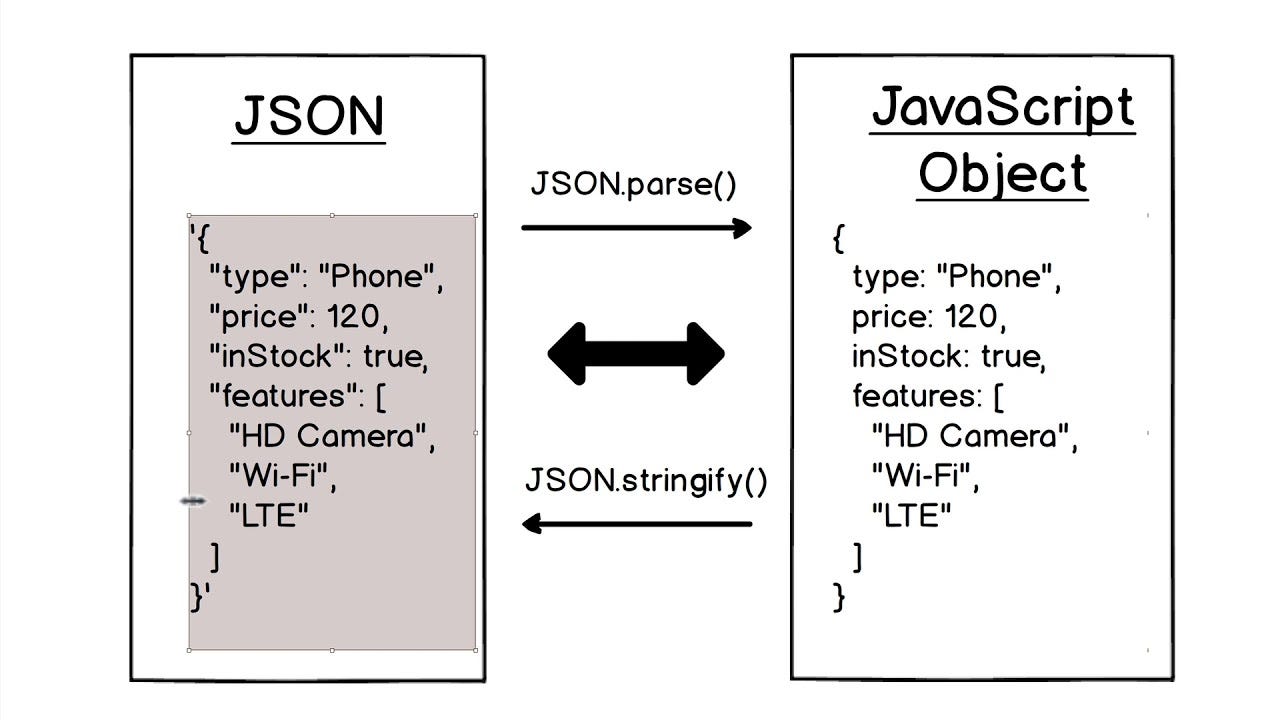 JSON
'{
"type": "Phone",
"price": 120,
"inStock": true,
"features": [
"HD Camera",
"Wi-Fi",
"LTE"
]
}'
JSON.parse()
JSON.stringify()
JavaScript
Object
{
type: "Phone",
price: 120,
inStock: true,
features: [
"HD Camera",
"Wi-Fi",
"LTE"
]
}